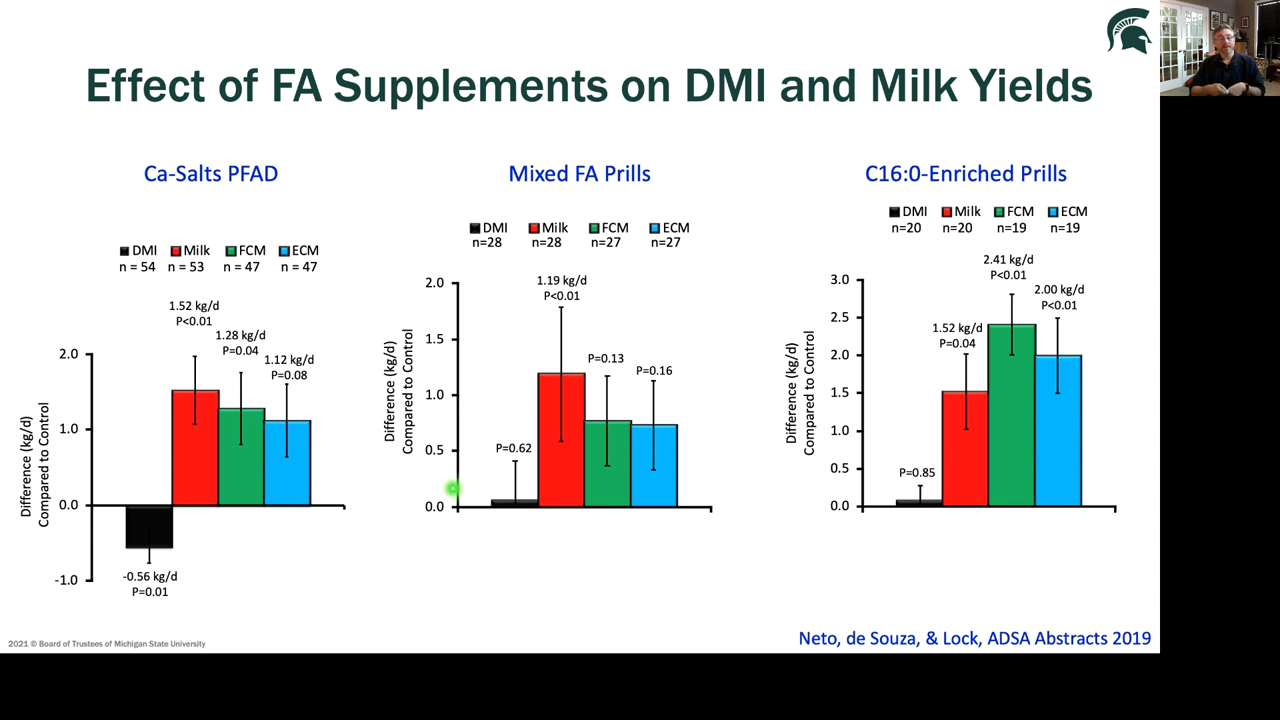 Effect of FA Supplements on DMI and Milk Yields
Ca-Salts PFAD
DMI Milk FCM ECM
n = 54 n = 53 n = 47 n = 47
1.52 kg/d
P<0.01
1.28 kg/d
P=0.04
1.12 kg/d
P=0.08
2.0
1.0
0.0
-1.0
Difference (kg/d)
Compared to Control
-0.56 kg/d
P=0.01
Mixed FA Prills
DMI Milk FCM ECM
n=28 n=28 n=27 n=27
1.19 kg/d
P<0.01
P=0.13
P=0.16
P=0.62
2.0
1.5
1.0
0.5
0.0
Difference (kg/d)
Compared to Control
C16:0-Enriched Prills
DMI Milk FCM ECM
n=20 n=20 n=19 n=19
2.41 kg/d
P<0.01
2.00 kg/d
P<0.01
1.52 kg/d
P=0.04
P=0.85
3.0
2.5
2.0
1.5
1.0
0.5
0.0
Difference (kg/d)
Compared to Control
2021 © Board of Trustees of Michigan State University
Neto, de Souza, & Lock, ADSA Abstracts 2019